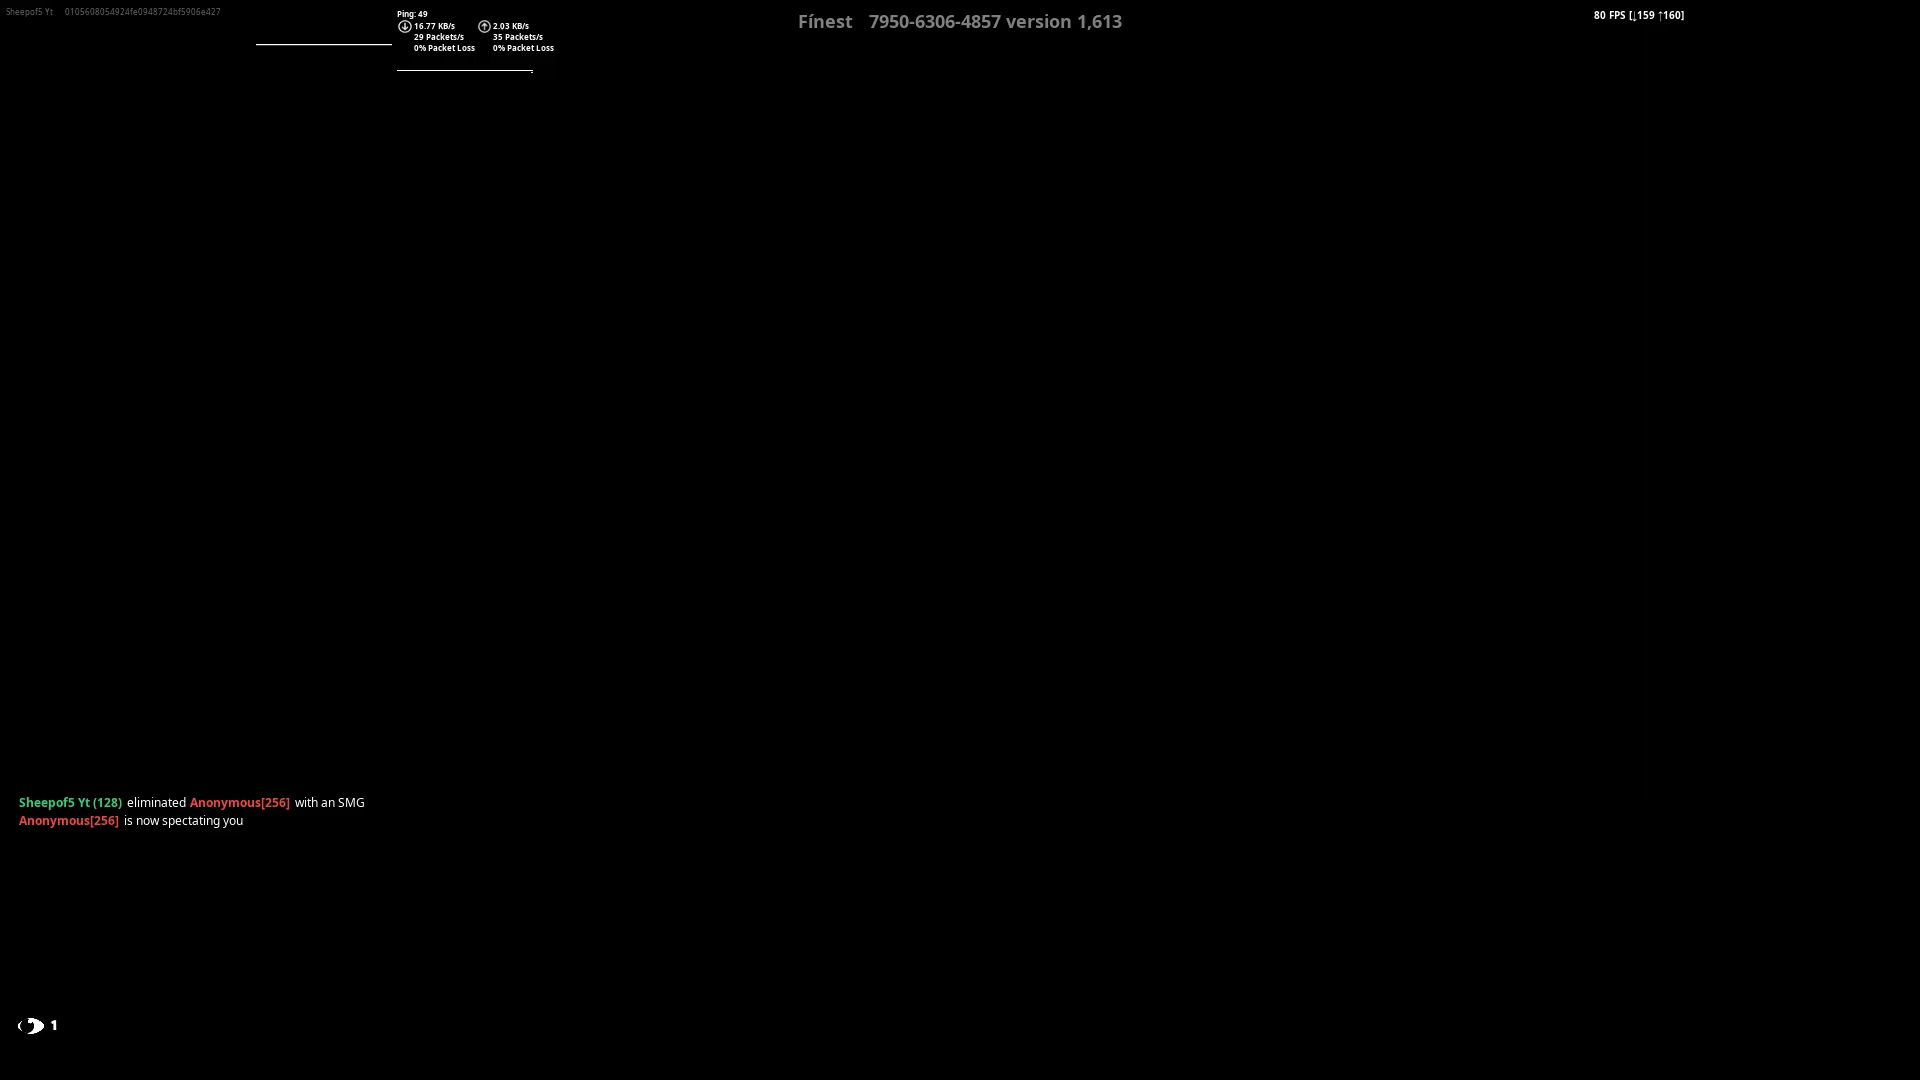 Sheepof5 Yt 0105608054924fe0948724bf5906e427
Ping: 49
16.77 KB/s 2.03 KB/s
29 Packets/s 35 Packets/s
0% Packet Loss 0% Packet Loss
Fínest 7950-6306-4857 version 1,613
80 FPS [↓159 ↑160]
Sheepof5 Yt (128) eliminated Anonymous[256] with an SMG
Anonymous[256] is now spectating you
1